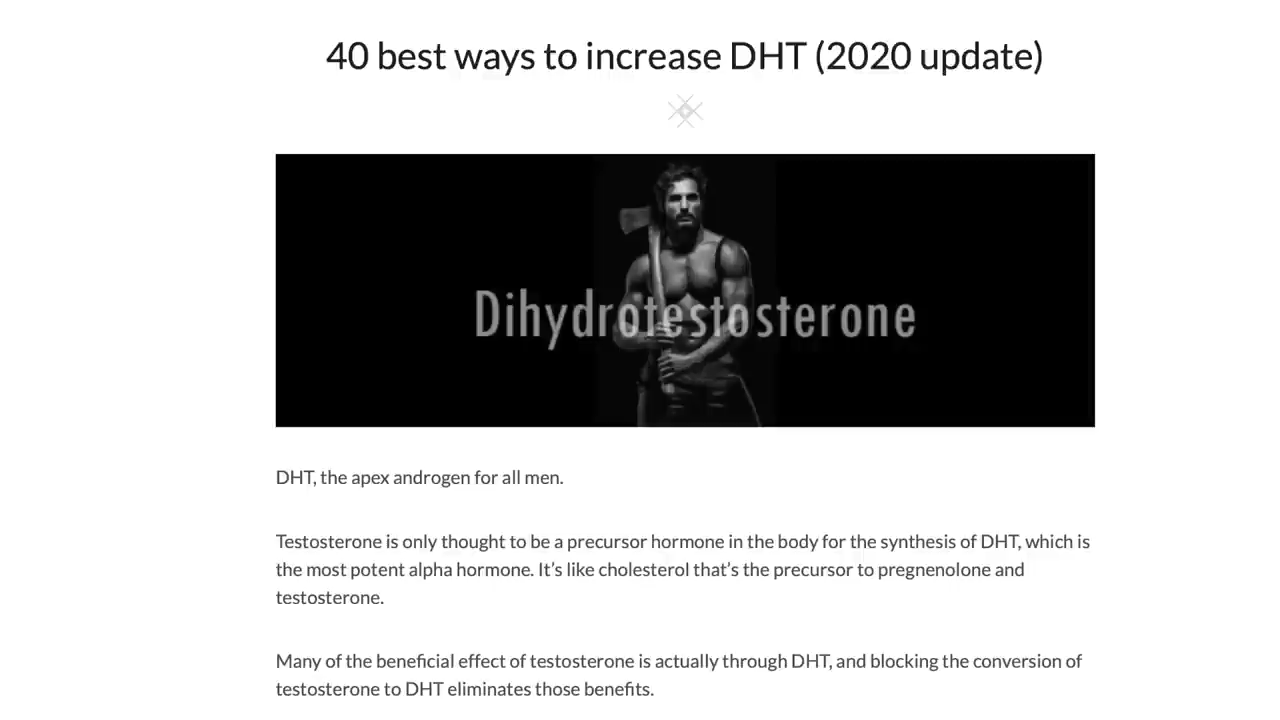 40 best ways to increase DHT (2020 update)
Dihydrotestosterone
DHT, the apex androgen for all men.
Testosterone is only thought to be a precursor hormone in the body for the synthesis of DHT, which is
the most potent alpha hormone. It’s like cholesterol that’s the precursor to pregnenolone and
testosterone.
Many of the beneficial effect of testosterone is actually through DHT, and blocking the conversion of
testosterone to DHT eliminates those benefits.